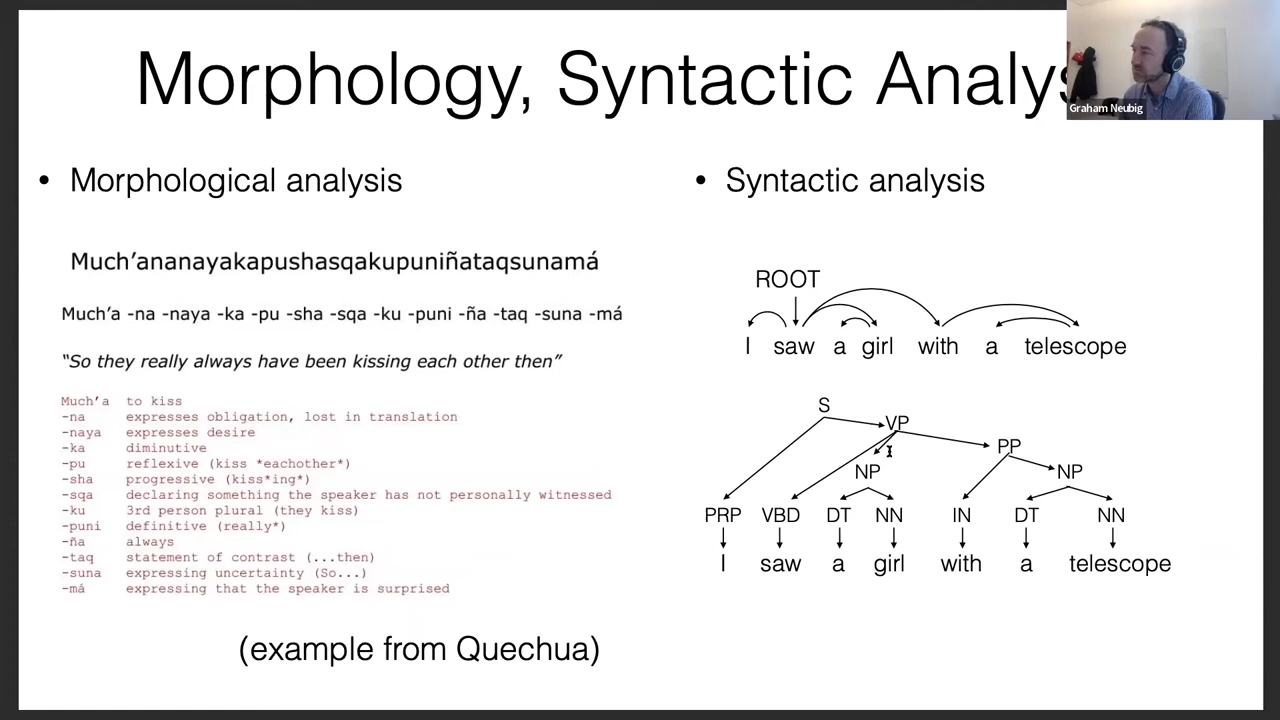 Morphology, Syntactic Analys
Graham Neubig
• Morphological analysis
Much’ananayakapushasqakupuniñataqsunamá
Much’a -na -naya -ka -pu -sha -sqa -ku -puni -ña -taq -suna -má
“So they really always have been kissing each other then”
Much’a to kiss
-na expresses obligation, lost in translation
-naya expresses desire
-ka diminutive
-pu reflexive (kiss *eachother*)
-sha progressive (kiss*ing*)
-sqa declaring something the speaker has not personally witnessed
-ku 3rd person plural (they kiss)
-puni definitive (really*)
-ña always
-taq statement of contrast (...then)
-suna expressing uncertainty (So...)
-má expressing that the speaker is surprised
(example from Quechua)
• Syntactic analysis
ROOT
I saw a girl with a telescope
S
VP
PP
NP NP
PRP VBD DT NN IN DT NN
I saw a girl with a telescope